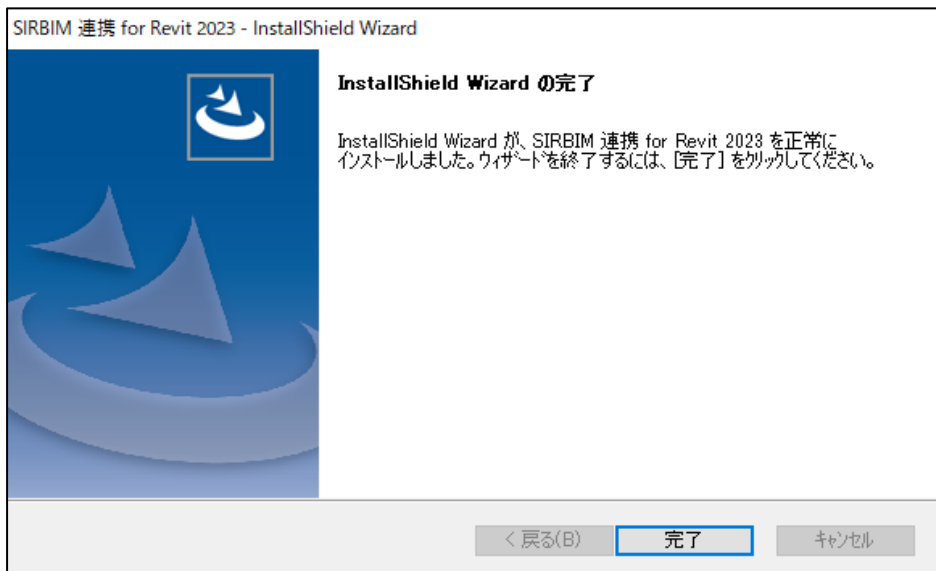 SIRBIM 連携 for Revit 2023 - InstallShield Wizard
InstallShield Wizard の完了
InstallShield Wizard が、SIRBIM 連携 for Revit 2023 を正常に
インストールしました。ウィザードを終了するには、[完了] をクリックしてください。
< 戻る(B)
完了
キャンセル